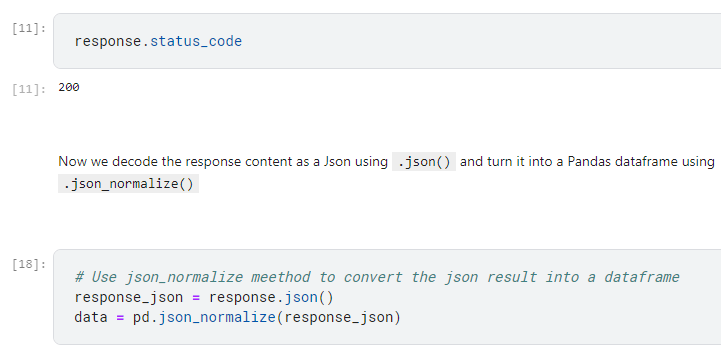 [11]:
response.status_code
[11]:
200
Now we decode the response content as a Json using .json() and turn it into a Pandas dataframe using
.json_normalize()
[18]:
# Use json_normalize meethod to convert the json result into a dataframe
response_json = response.json()
data = pd.json_normalize(response_json)